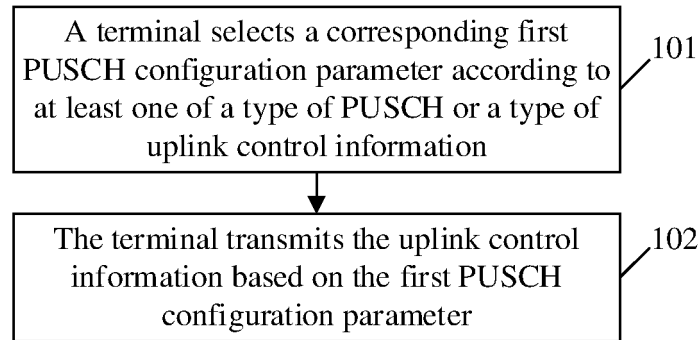 A terminal selects a corresponding first
PUSCH configuration parameter according to
at least one of a type of PUSCH or a type of
uplink control information
101
The terminal transmits the uplink control
information based on the first PUSCH
configuration parameter
102